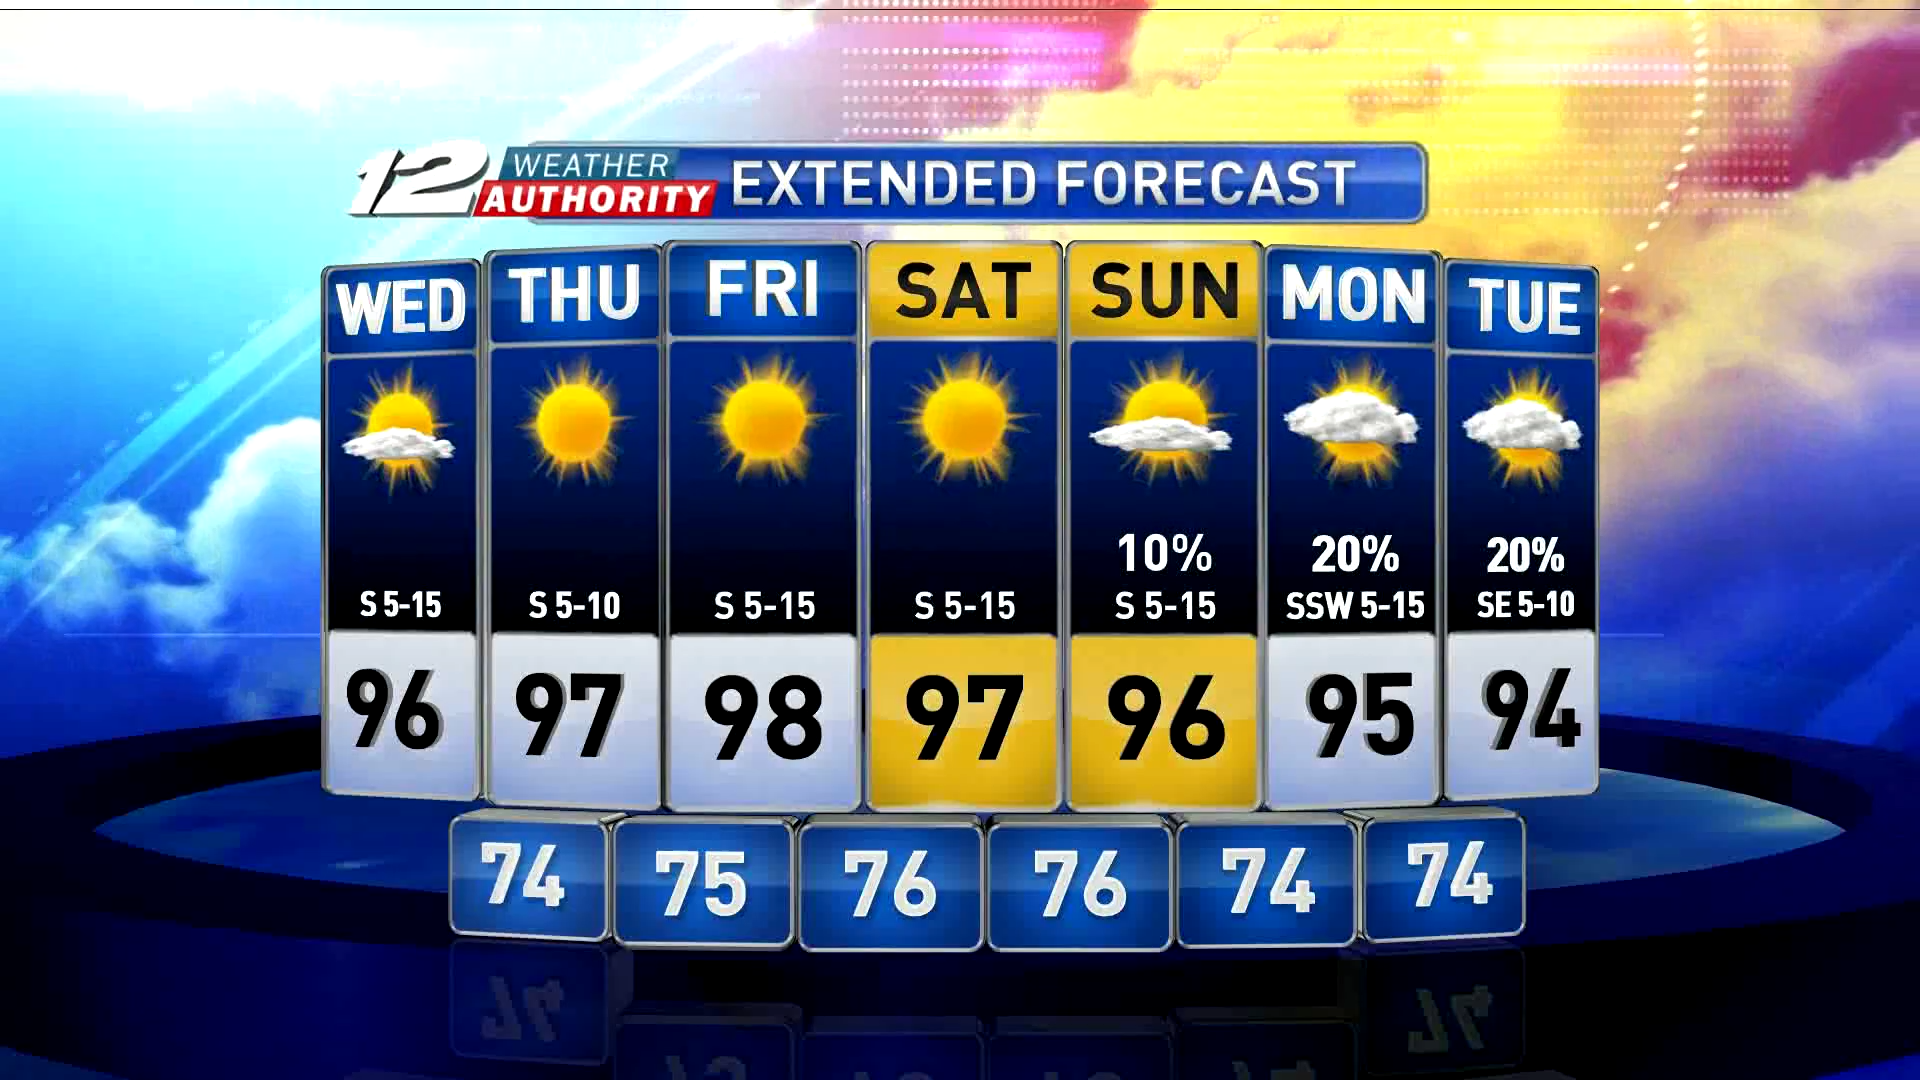 12 WEATHER AUTHORITY EXTENDED FORECAST
WED THU FRI SAT SUN MON TUE
10% 20% 20%
S 5-15 S 5-10 S 5-15 S 5-15 S 5-15 SSW 5-15 SE 5-10
96 97 98 97 96 95 94
74 75 76 76 74 74